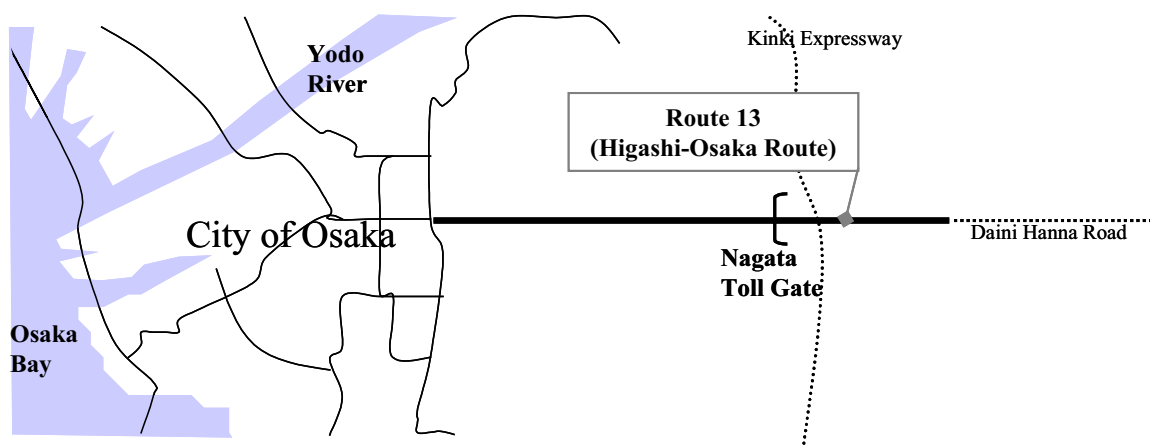 Kinki Expressway
Yodo
River
Route 13
(Higashi-Osaka Route)
City of Osaka
Daini Hanna Road
Nagata
Toll Gate
Osaka
Bay